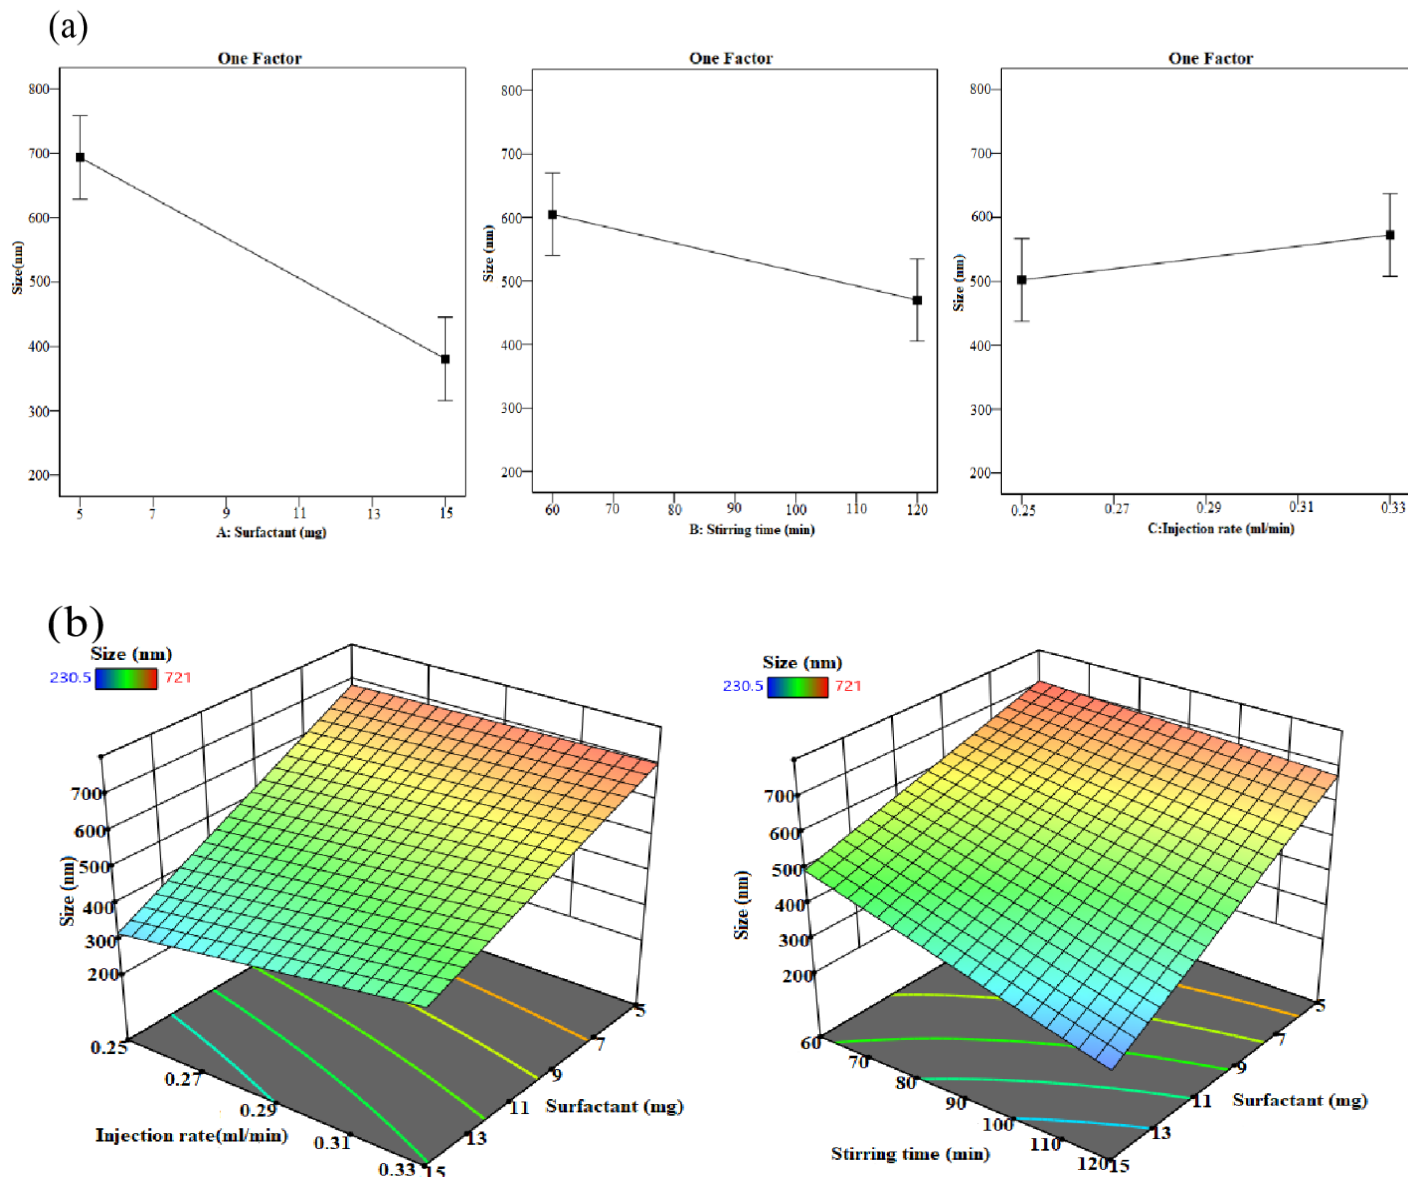 (a)
One Factor
800
700
600
500
400
300
200
Size(nm)
5 7 9 11 13 15
A: Surfactant (mg)
One Factor
800
700
600
500
400
300
200
Size (nm)
60 70 80 90 100 110 120
B: Stirring time (min)
One Factor
800
700
600
500
400
300
200
Size (nm)
0.25 0.27 0.29 0.31 0.33
C:Injection rate (ml/min)
(b)
Size (nm)
230.5 721
700
600
500
400
300
200
Size (nm)
0.25
0.27
0.29
0.31
0.33
Injection rate(ml/min)
15
13
11
9
7
5
Surfactant (mg)
Size (nm)
230.5 721
700
600
500
400
300
200
Size (nm)
60
70
80
90
100
110
120
Stirring time (min)
15
13
11
9
7
5
Surfactant (mg)